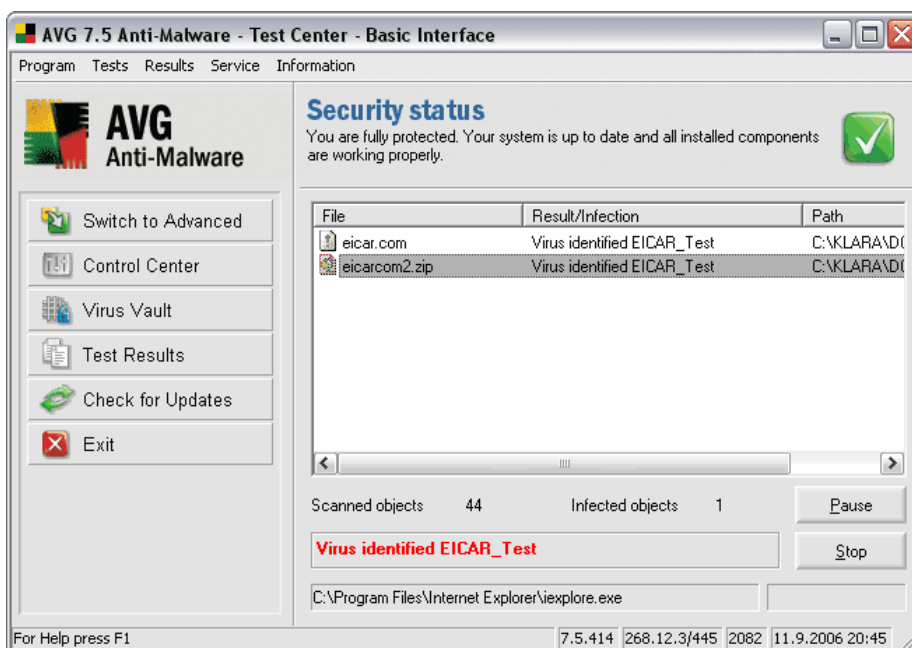 AVG 7.5 Anti-Malware - Test Center - Basic Interface
Program Tests Results Service Information
AVG
Anti-Malware
Security status
You are fully protected. Your system is up to date and all installed components
are working properly.
Switch to Advanced
Control Center
Virus Vault
Test Results
Check for Updates
Exit
File Result/Infection Path
eicar.com Virus identified EICAR_Test C:\KLARA\D(
eicarcom2.zip Virus identified EICAR_Test C:\KLARA\D(
Scanned objects 44 Infected objects 1 Pause
Virus identified EICAR_Test Stop
C:\Program Files\Internet Explorer\iexplore.exe
For Help press F1 7.5.414 268.12.3/445 2082 11.9.2006 20:45